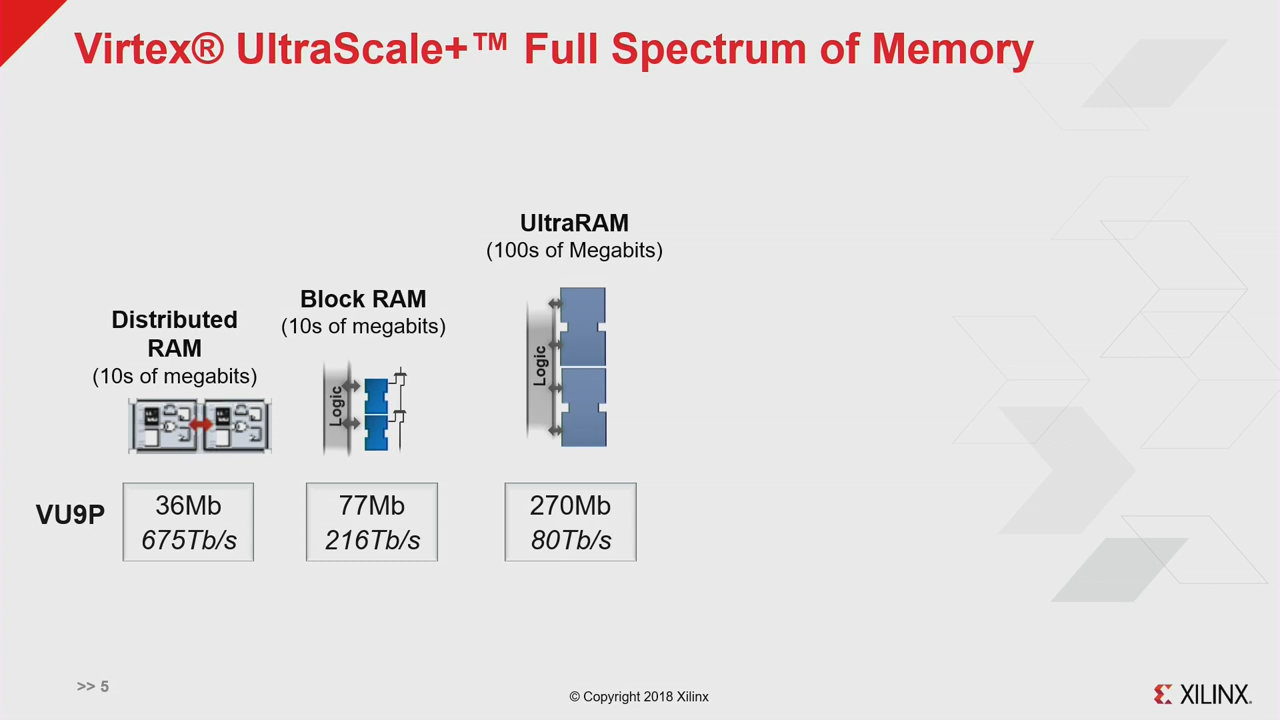 Virtex® UltraScale+™ Full Spectrum of Memory
UltraRAM
(100s of Megabits)
Block RAM
(10s of megabits)
Distributed
RAM
(10s of megabits)
Logic
Logic
VU9P
36Mb
675Tb/s
77Mb
216Tb/s
270Mb
80Tb/s
>> 5
© Copyright 2018 Xilinx
XILINX